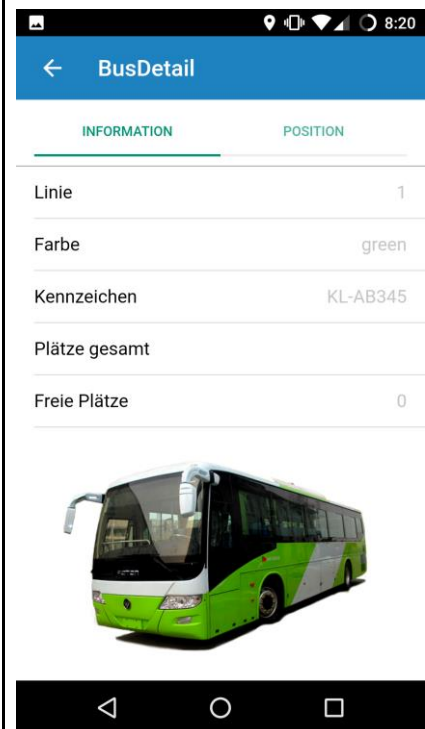 8:20
BusDetail
INFORMATION POSITION
Linie 1
Farbe green
Kennzeichen KL-AB345
Plätze gesamt
Freie Plätze 0